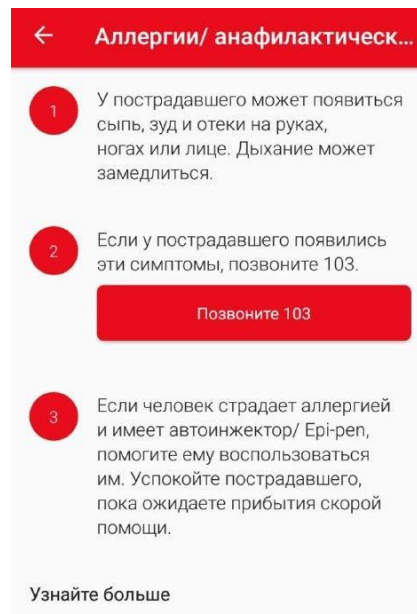 Аллергии/ анафилактическ...
1
У пострадавшего может появиться
сыпь, зуд и отеки на руках,
ногах или лице. Дыхание может
замедлиться.
2
Если у пострадавшего появились
эти симптомы, позвоните 103.
Позвоните 103
3
Если человек страдает аллергией
и имеет автоинжектор/ Epi-pen,
помогите ему воспользоваться
им. Успокойте пострадавшего,
пока ожидаете прибытия скорой
помощи.
Узнайте больше